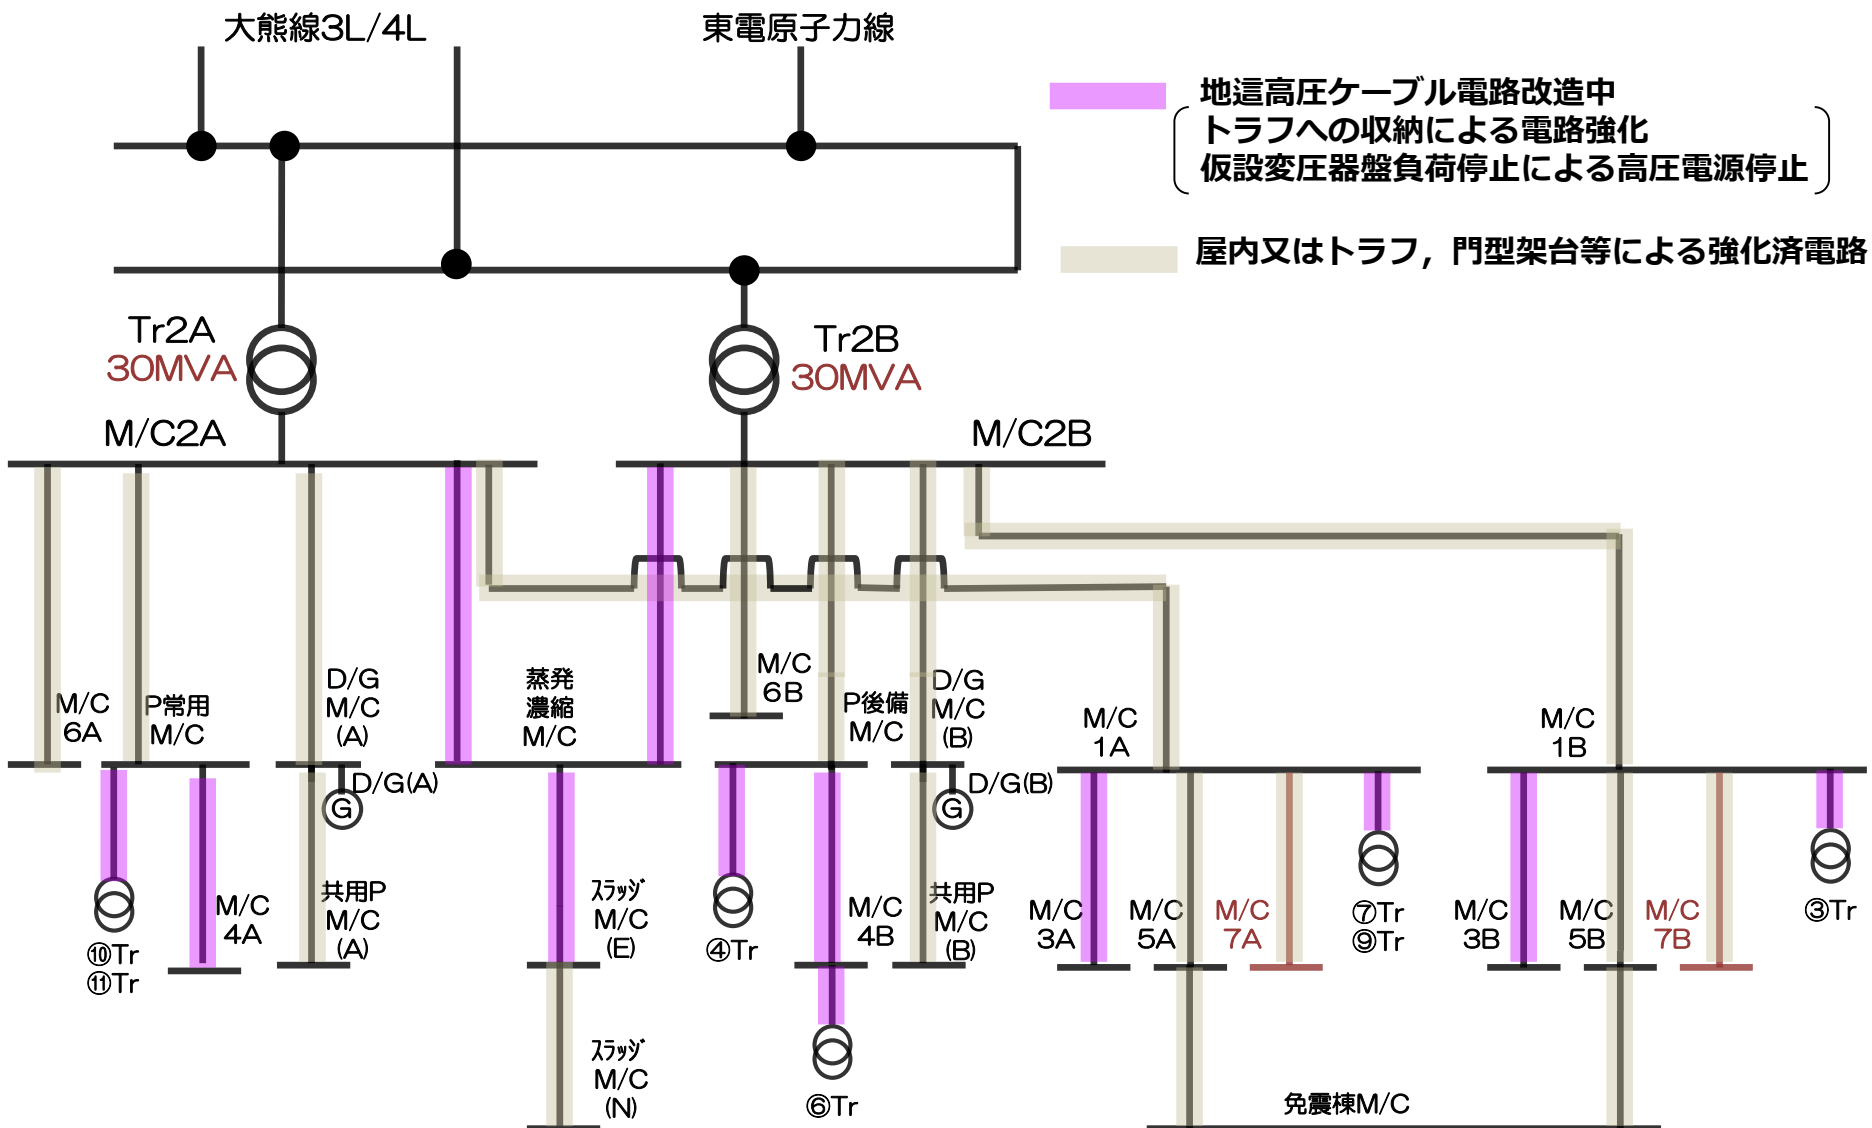 大熊線3L/4L
東電原子力線
地這高圧ケーブル電路改造中
トラフへの収納による電路強化
仮設変圧器盤負荷停止による高圧電源停止
屋内又はトラフ，門型架台等による強化済電路
Tr2A
30MVA
Tr2B
30MVA
M/C2A
M/C2B
M/C
6A
P常用
M/C
D/G
M/C
(A)
D/G(A)
G
蒸発
濃縮
M/C
M/C
6B
P後備
M/C
D/G
M/C
(B)
D/G(B)
G
M/C
1A
M/C
1B
⑩Tr
⑪Tr
M/C
4A
共用P
M/C
(A)
ｽﾗｯｼﾞ
M/C
(E)
④Tr
M/C
4B
共用P
M/C
(B)
M/C
3A
M/C
5A
M/C
7A
⑦Tr
⑨Tr
M/C
3B
M/C
5B
M/C
7B
③Tr
ｽﾗｯｼﾞ
M/C
(N)
⑥Tr
免震棟M/C